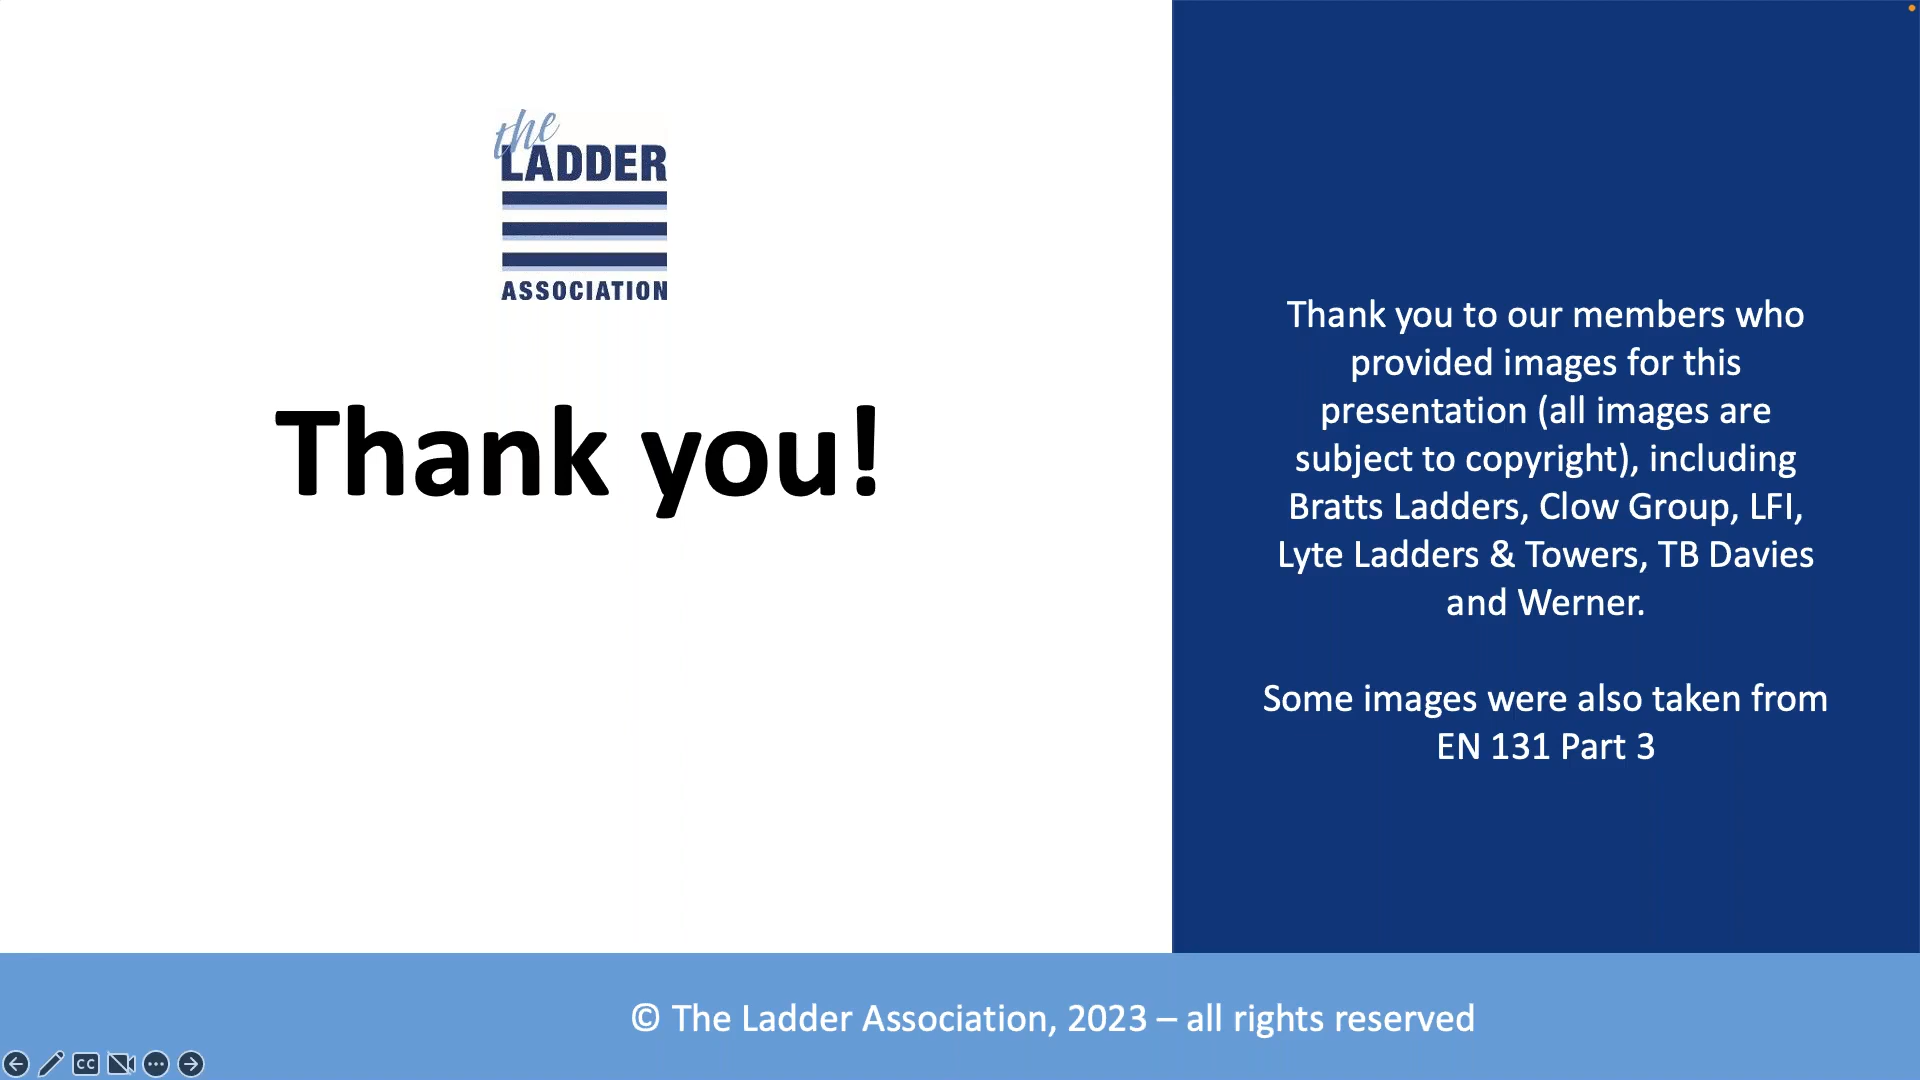 the
LADDER
ASSOCIATION
Thank you!
Thank you to our members who
provided images for this
presentation (all images are
subject to copyright), including
Bratts Ladders, Clow Group, LFI,
Lyte Ladders & Towers, TB Davies
and Werner.
Some images were also taken from
EN 131 Part 3
© The Ladder Association, 2023 – all rights reserved
CC